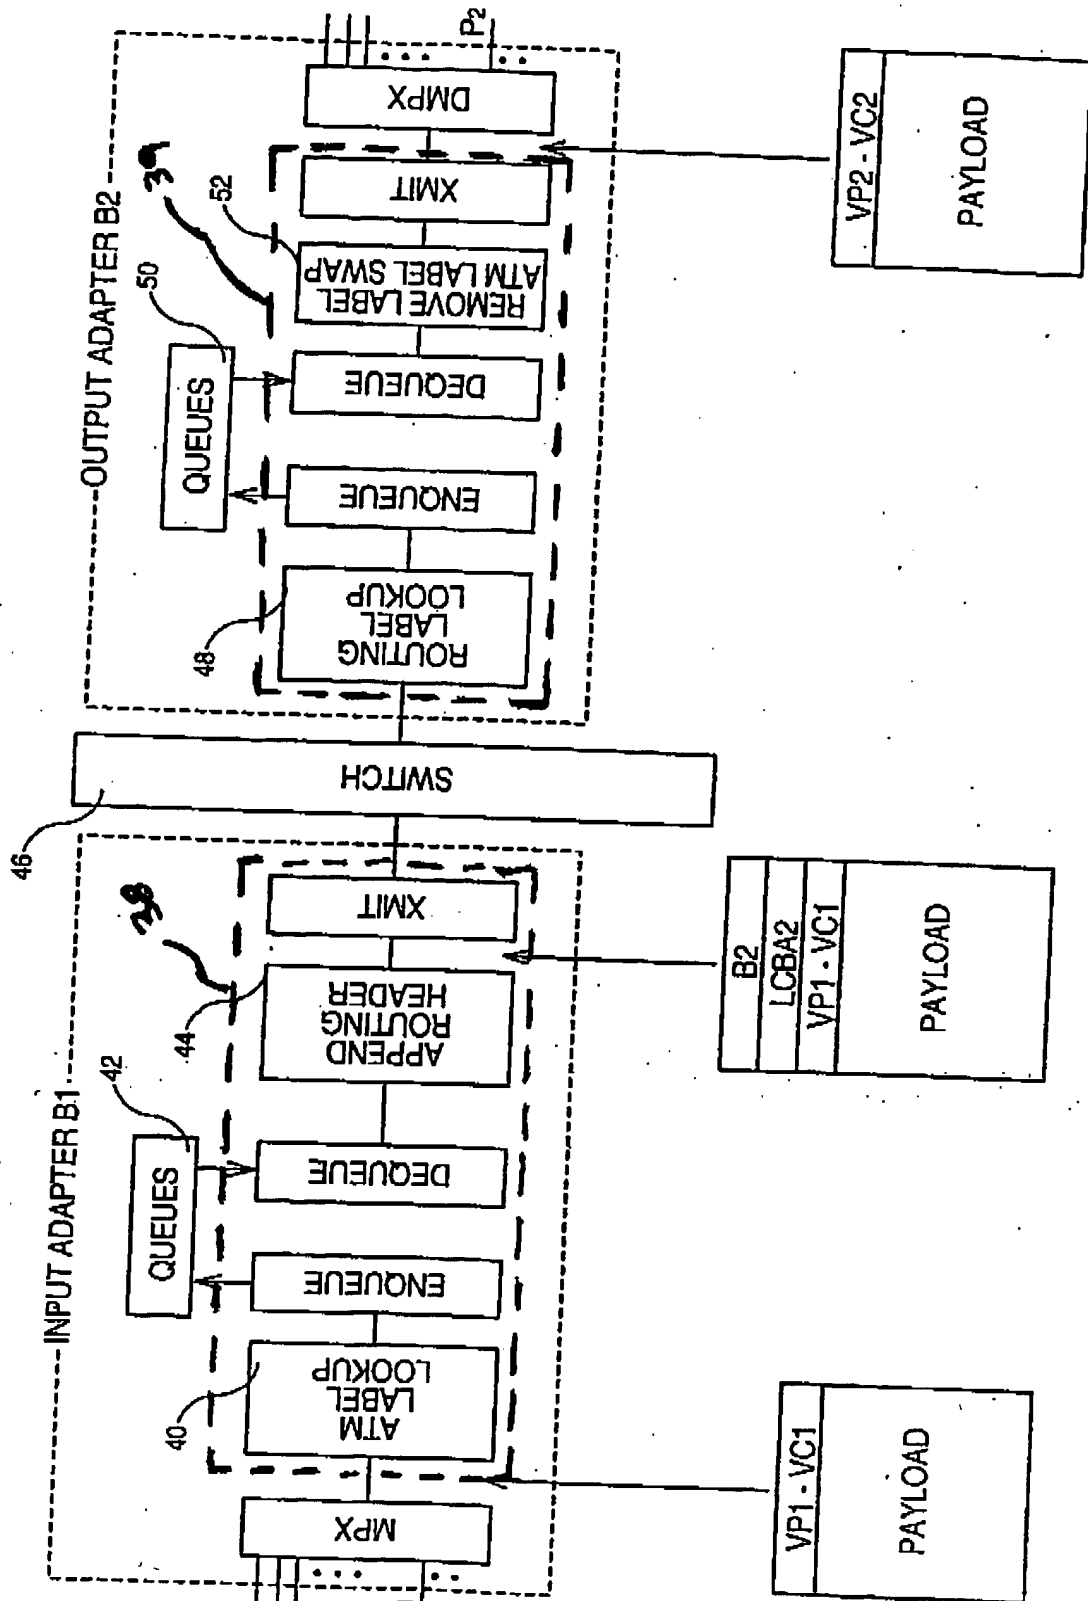 INPUT ADAPTER B1
QUEUES
42
38
40
44
MPX
ATM
LABEL
LOOKUP
ENQUEUE
DEQUEUE
APPEND
ROUTING
HEADER
XMIT
46
SWITCH
OUTPUT ADAPTER B2
QUEUES
50
39
48
52
ROUTING
LABEL
LOOKUP
ENQUEUE
DEQUEUE
REMOVE LABEL
ATM LABEL SWAP
XMIT
DMPX
P2
VP1 - VC1
PAYLOAD
B2
LCBA2
VP1 - VC1
PAYLOAD
VP2 - VC2
PAYLOAD